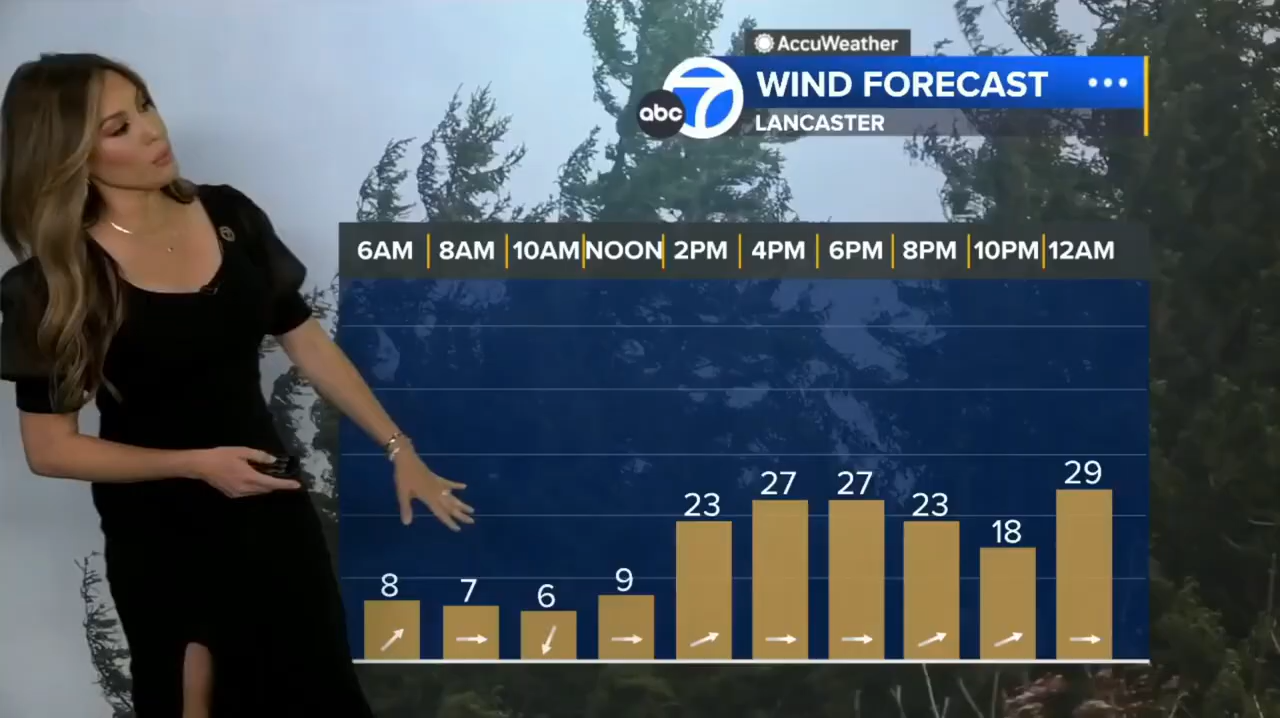 AccuWeather
abc 7 WIND FORECAST
LANCASTER
6AM 8AM 10AM NOON 2PM 4PM 6PM 8PM 10PM 12AM
8 7 6 9 23 27 27 23 18 29